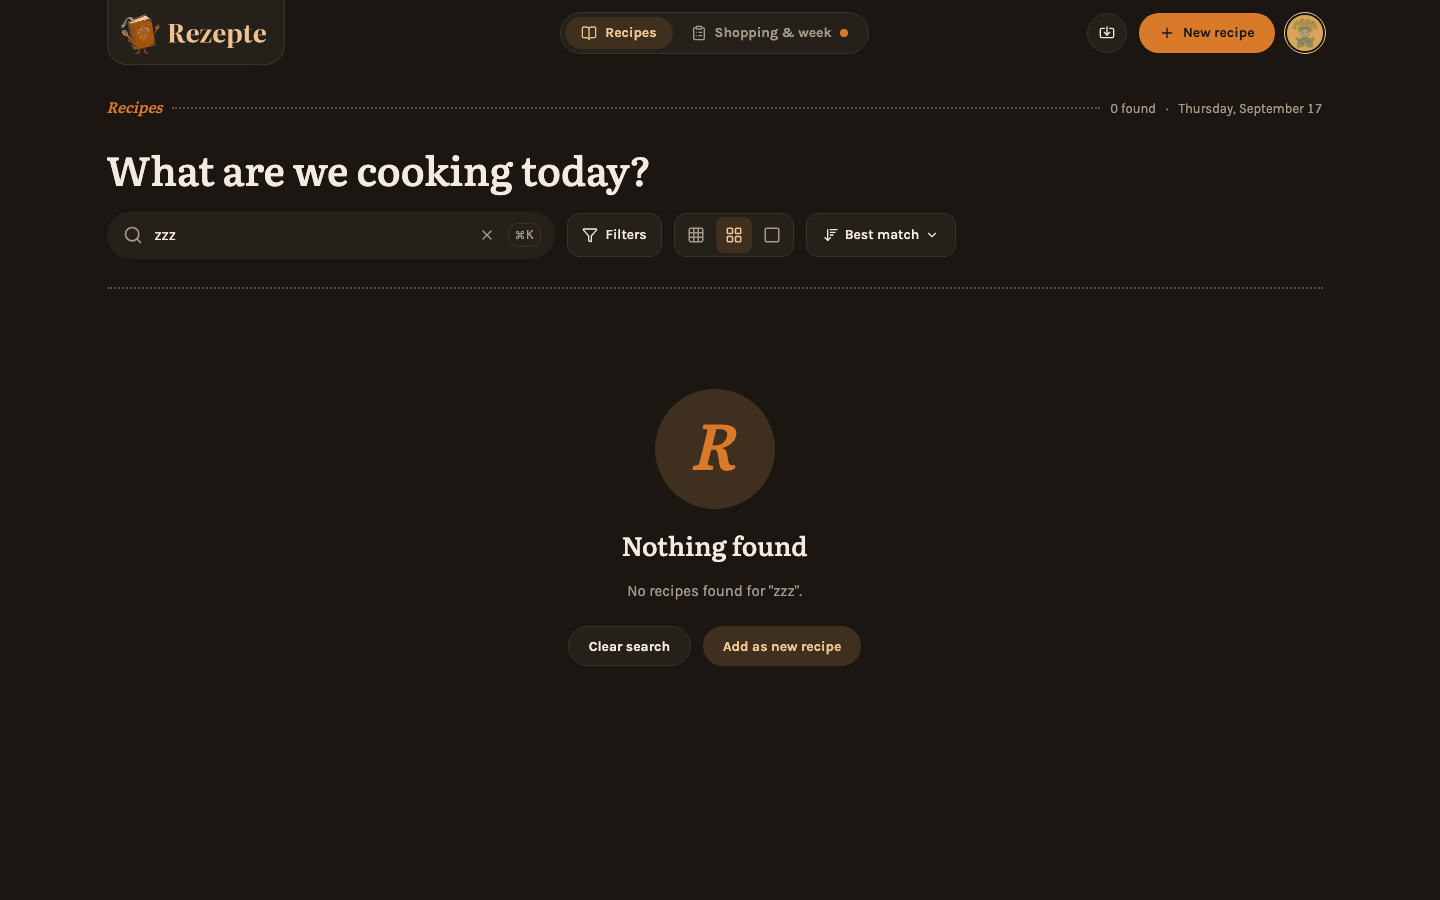 Rezepte
Recipes
Shopping & week
New recipe
Recipes
0 found · Thursday, September 17
What are we cooking today?
zzz
⌘K
Filters
Best match
R
Nothing found
No recipes found for "zzz".
Clear search
Add as new recipe